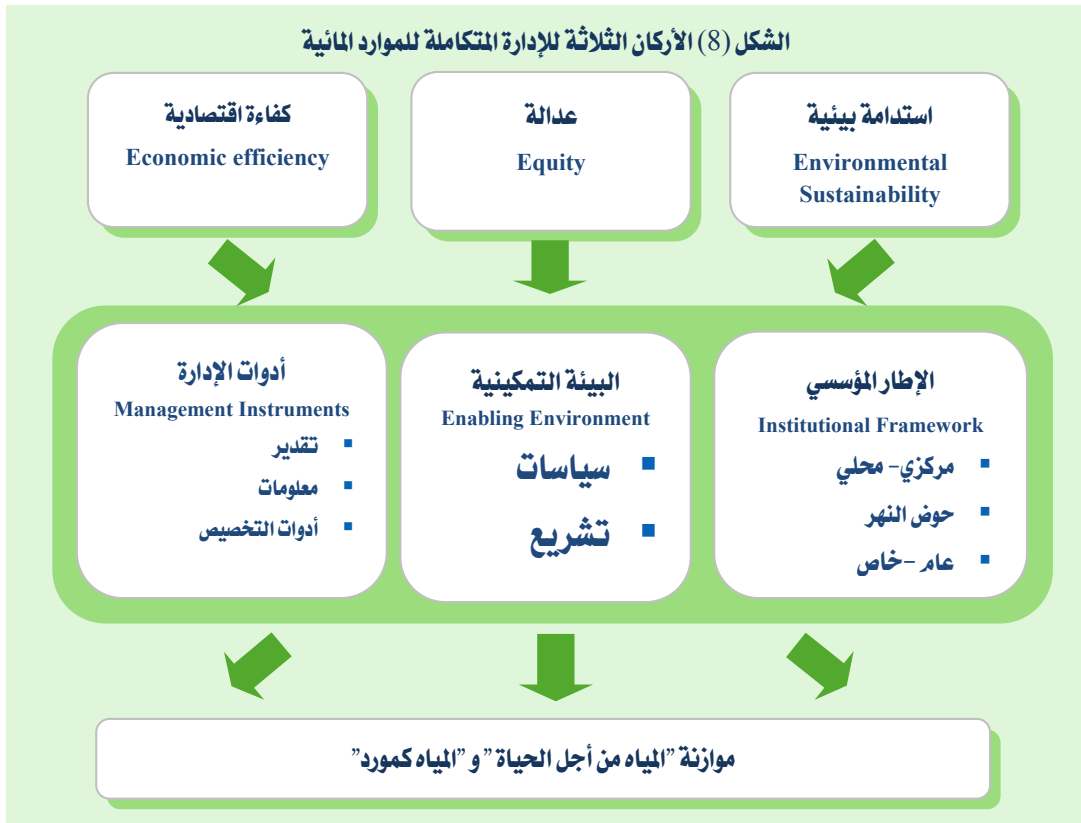 الشكل (8) الأركان الثلاثة للإدارة المتكاملة للموارد المائية
استدامة بيئية
Environmental
Sustainability
عدالة
Equity
كفاءة اقتصادية
Economic efficiency
الإطار المؤسسي
Institutional Framework
▪ مركزي- محلي
▪ حوض النهر
▪ عام –خاص
البيئة التمكينية
Enabling Environment
▪ سياسات
▪ تشريع
أدوات الإدارة
Management Instruments
▪ تقدير
▪ معلومات
▪ أدوات التخصيص
موازنة ”المياه من أجل الحياة ” و ”المياه كمورد”